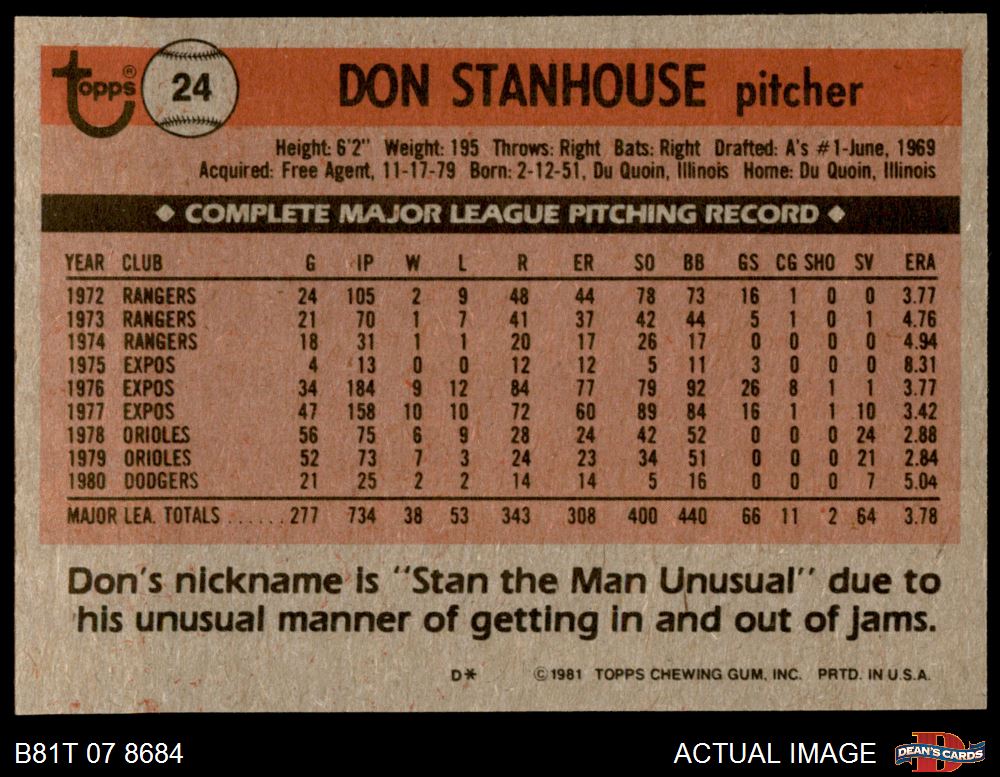 Topps® 24 DON STANHOUSE pitcher
Height: 6'2" Weight: 195 Throws: Right Bats: Right Drafted: A's #1-June, 1969
Acquired: Free Agent, 11-17-79 Born: 2-12-51, Du Quoin, Illinois Home: Du Quoin, Illinois
◆ COMPLETE MAJOR LEAGUE PITCHING RECORD ◆
YEAR CLUB G IP W L R ER SO BB GS CG SHO SV ERA
1972 RANGERS 24 105 2 9 48 44 78 73 16 1 0 0 3.77
1973 RANGERS 21 70 1 7 41 37 42 44 5 1 0 1 4.76
1974 RANGERS 18 31 1 1 20 17 26 17 0 0 0 0 4.94
1975 EXPOS 4 13 0 0 12 12 5 11 3 0 0 0 8.31
1976 EXPOS 34 184 9 12 84 77 79 92 26 8 1 1 3.77
1977 EXPOS 47 158 10 10 72 60 89 84 16 1 1 10 3.42
1978 ORIOLES 56 75 6 9 28 24 42 52 0 0 0 24 2.88
1979 ORIOLES 52 73 7 3 24 23 34 51 0 0 0 21 2.84
1980 DODGERS 21 25 2 2 14 14 5 16 0 0 0 7 5.04
MAJOR LEA. TOTALS ...... 277 734 38 53 343 308 400 440 66 11 2 64 3.78
Don's nickname is "Stan the Man Unusual" due to
his unusual manner of getting in and out of jams.
D* ©1981 TOPPS CHEWING GUM, INC. PRTD. IN U.S.A.
B81T 07 8684 ACTUAL IMAGE DEAN'S CARDS